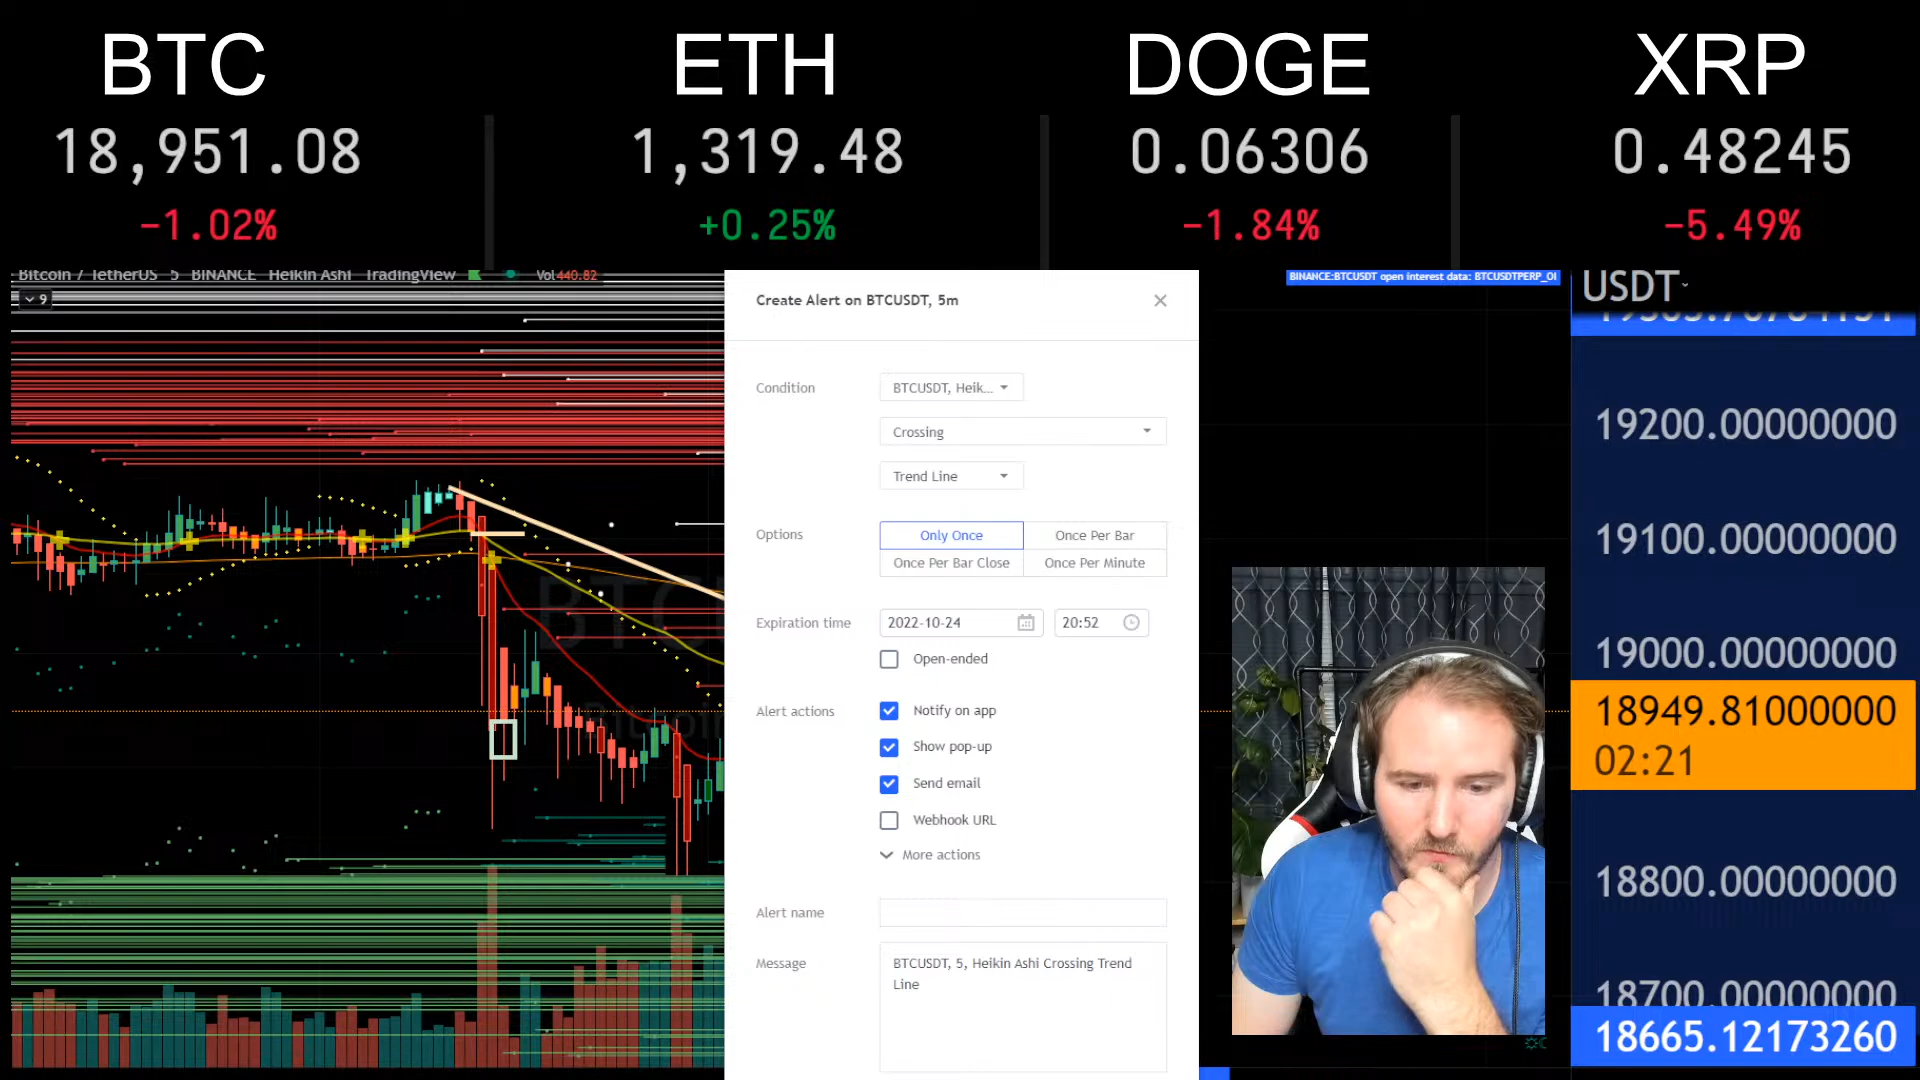 BTC
ETH
DOGE
XRP
18,951.08
1,319.48
0.06306
0.48245
-1.02%
+0.25%
-1.84%
-5.49%
Bitcoin / TetherUS 5 BINANCE Heikin Ashi TradingView Vol440.82
9
BINANCE:BTCUSDT open interest data: BTCUSDTPERP_OI
USDT
Create Alert on BTCUSDT, 5m
Condition
BTCUSDT, Heik...
Crossing
Trend Line
Options
Only Once
Once Per Bar
Once Per Bar Close
Once Per Minute
Expiration time
2022-10-24
20:52
Open-ended
Alert actions
Notify on app
Show pop-up
Send email
Webhook URL
More actions
Alert name
Message
BTCUSDT, 5, Heikin Ashi Crossing Trend
Line
19200.00000000
19100.00000000
19000.00000000
18949.81000000
02:21
18800.00000000
18700.00000000
18665.12173260